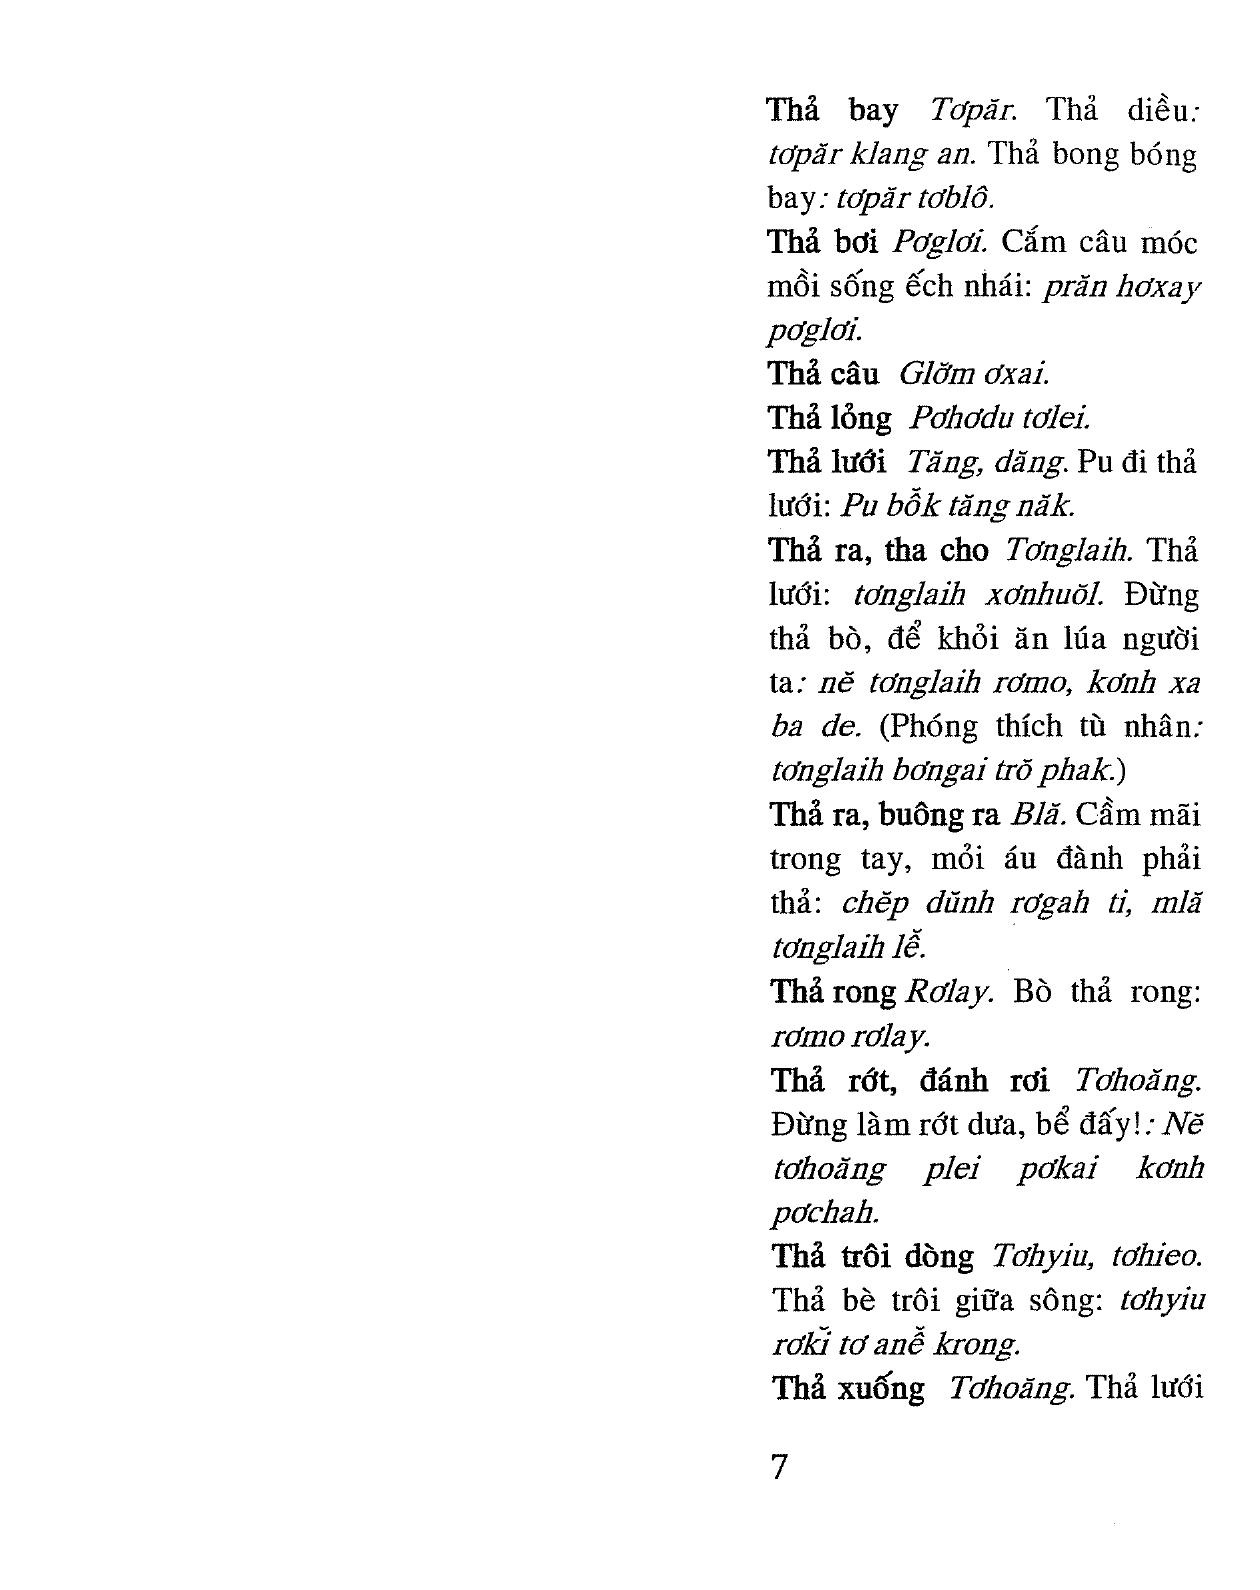 Thả bay Tơpăr. Thả diều:
tơpăr klang an. Thả bong bóng
bay: tơpăr tơblô.
Thả bơi Pơglơi. Cắm câu móc
mồi sống ếch nhái: prăn hơxay
pơglơi.
Thả câu Glơ̆m ơxai.
Thả lỏng Pơhơdu tơlei.
Thả lưới Tăng, dăng. Pu đi thả
lưới: Pu bô̆k tăng năk.
Thả ra, tha cho Tơnglaih. Thả
lưới: tơnglaih xơnhuŏl. Đừng
thả bò, để khỏi ăn lúa người
ta: nĕ tơnglaih rơmo, kơnh xa
ba de. (Phóng thích tù nhân:
tơnglaih bơngai trŏ phak.)
Thả ra, buông ra Blă. Cầm mãi
trong tay, mỏi áu đành phải
thả: chĕp dŭnh rơgah ti, mlă
tơnglaih lê̆.
Thả rong Rơlay. Bò thả rong:
rơmo rơlay.
Thả rớt, đánh rơi Tơhoăng.
Đừng làm rớt dưa, bể đấy!: Nĕ
tơhoăng plei pơkai kơnh
pơchah.
Thả trôi dòng Tơhyiu, tơhieo.
Thả bè trôi giữa sông: tơhyiu
rơkĭ tơ anê̆ krong.
Thả xuống Tơhoăng. Thả lưới
7